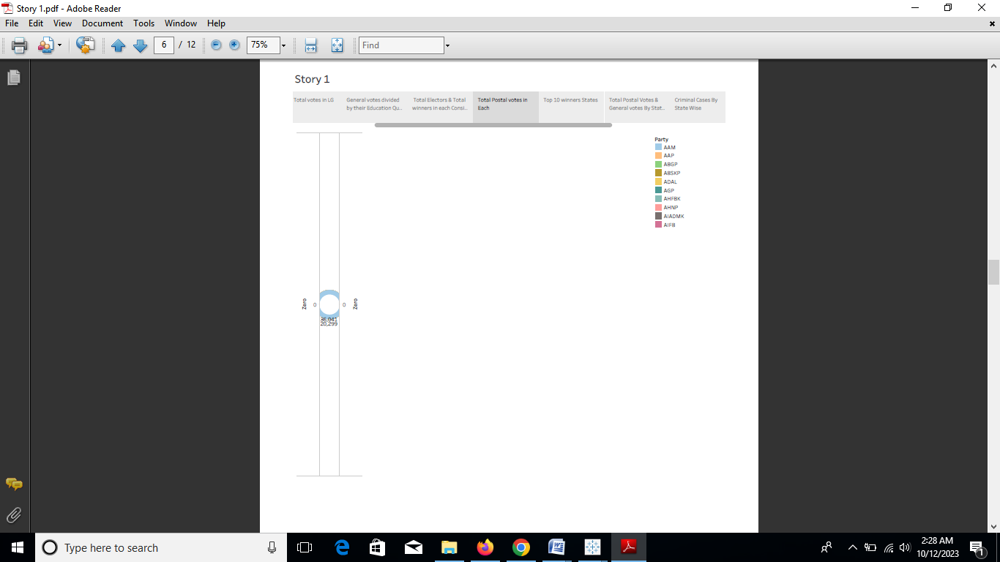 Story 1.pdf - Adobe Reader
File Edit View Document Tools Window Help
6 / 12 75% Find
Story 1
Total votes in LG
General votes divided
by their Education Qu..
Total Electors & Total
winners in each Consi..
Total Postal votes in
Each
Top 10 winners States
Total Postal Votes &
General votes By Stat..
Criminal Cases By
State Wise
Party
AAM
AAP
ABGP
ABSKP
ADAL
AGP
AHFBK
AHNP
AIADMK
AIFB
Zero 0 0 Zero
36,041
20,299
Type here to search
2:28 AM
10/12/2023
1